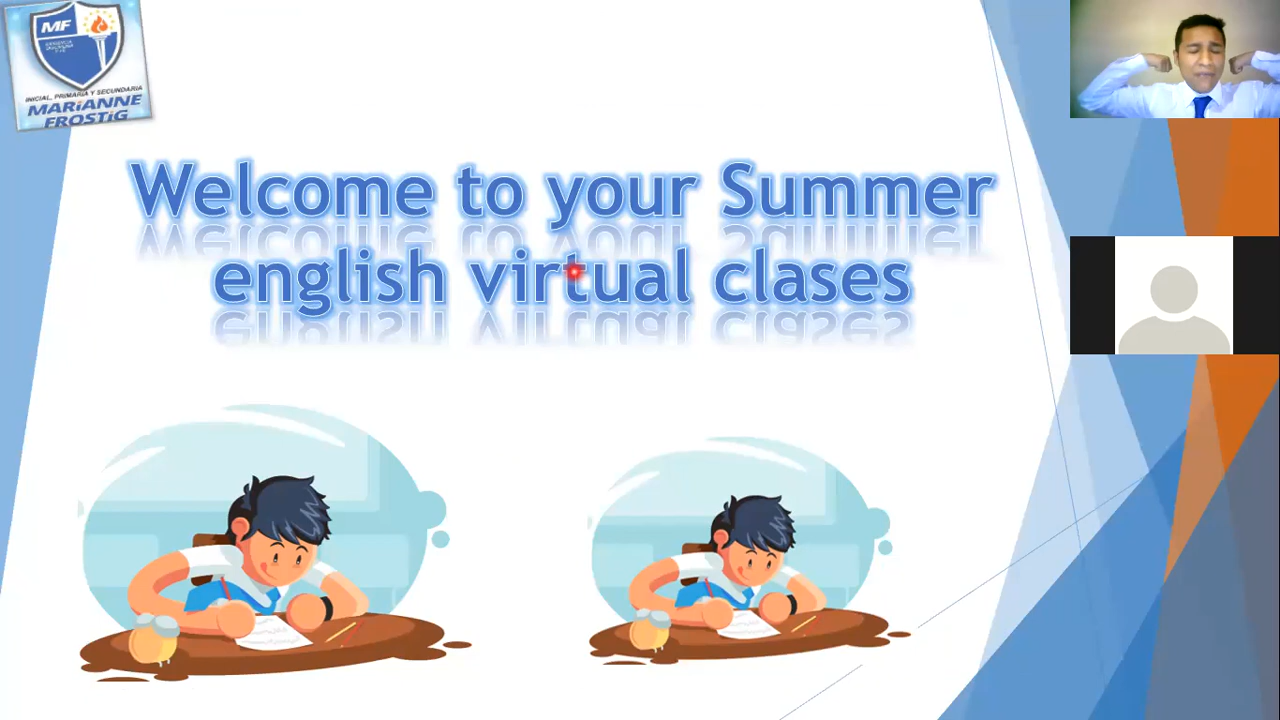 MF
INICIAL, PRIMARIA Y SECUNDARIA
MARiANNE
FROSTiG
Welcome to your Summer
english virtual clases